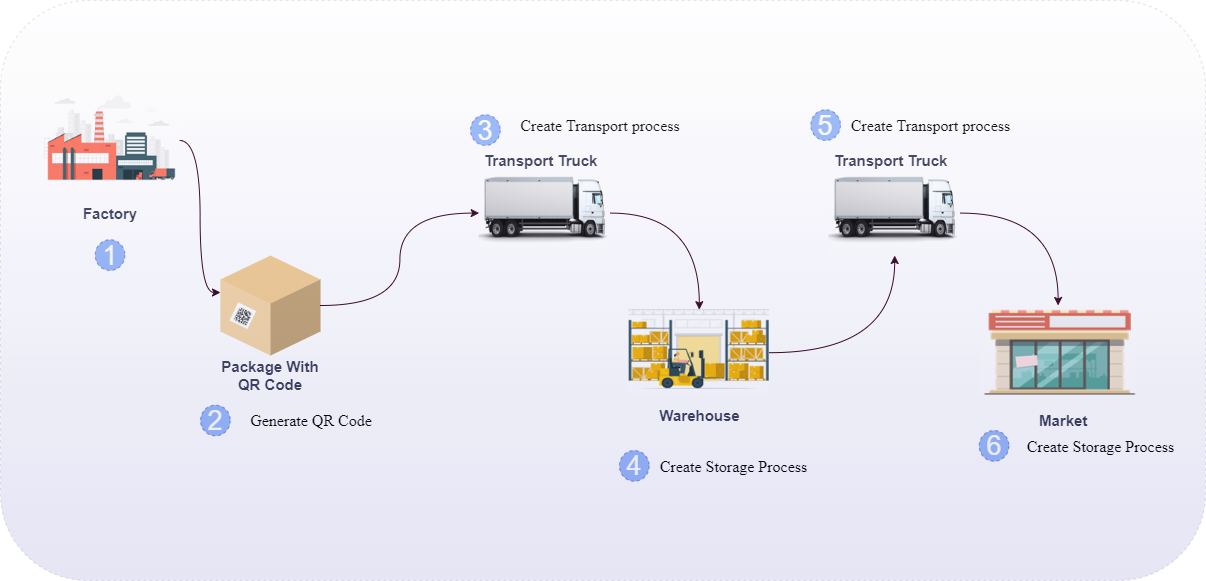 Factory
1
Package With
QR Code
2
Generate QR Code
3
Create Transport process
Transport Truck
Warehouse
4
Create Storage Process
5
Create Transport process
Transport Truck
Market
6
Create Storage Process